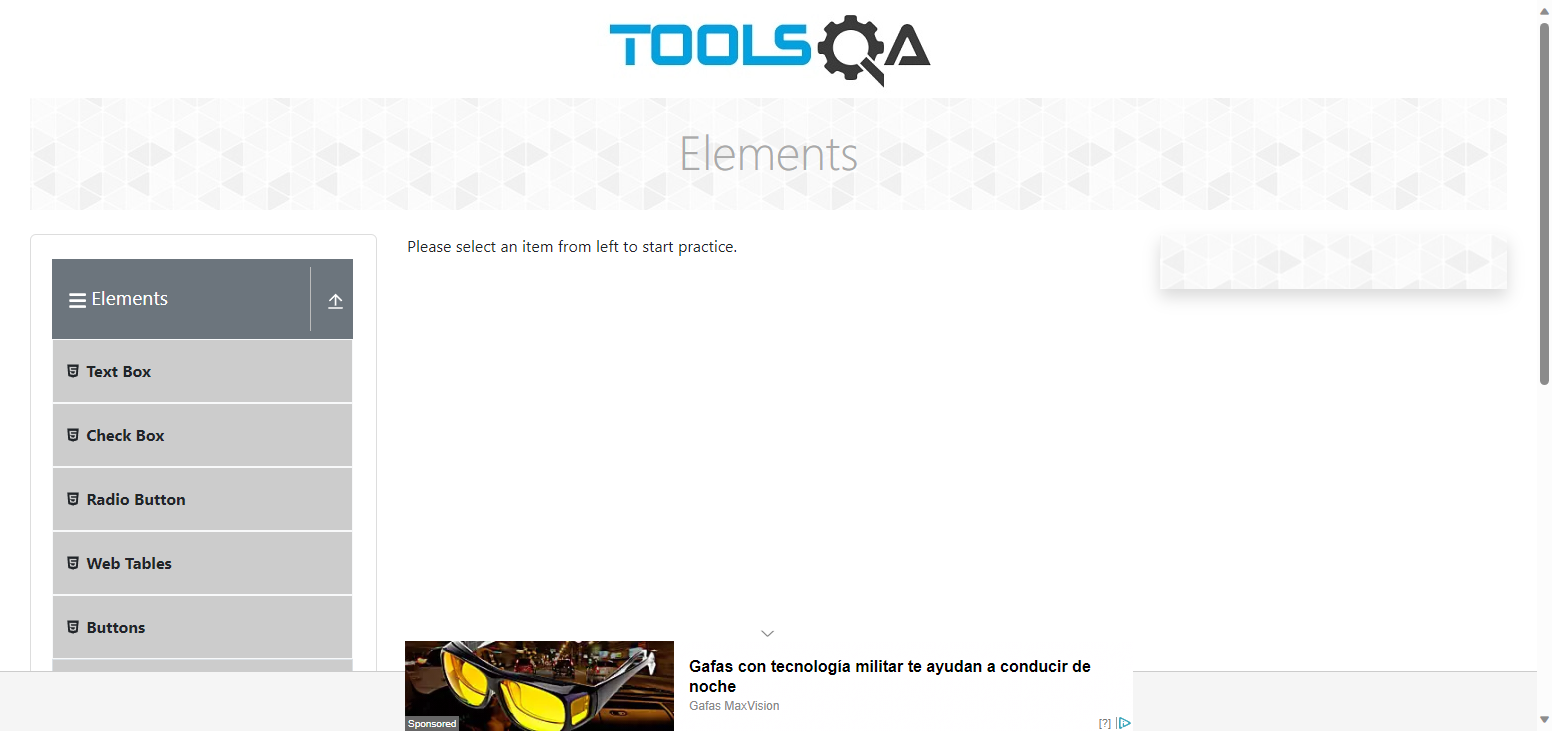 TOOLSQA
Elements
Please select an item from left to start practice.
Elements
Text Box
Check Box
Radio Button
Web Tables
Buttons
Gafas con tecnología militar te ayudan a conducir de
noche
Gafas MaxVision
Sponsored
[?]